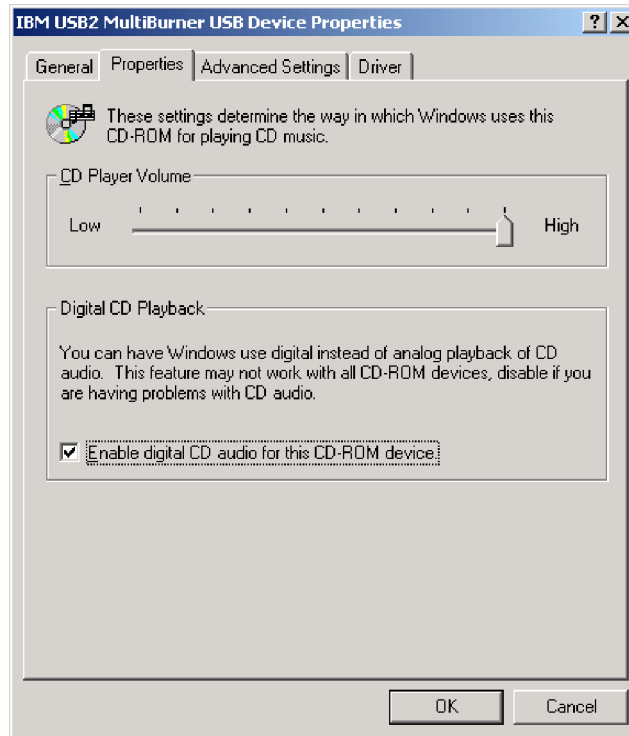 IBM USB2 MultiBurner USB Device Properties ? X
General Properties Advanced Settings Driver
These settings determine the way in which Windows uses this
CD-ROM for playing CD music.
CD Player Volume
Low High
Digital CD Playback
You can have Windows use digital instead of analog playback of CD
audio. This feature may not work with all CD-ROM devices, disable if you
are having problems with CD audio.
Enable digital CD audio for this CD-ROM device.
OK Cancel